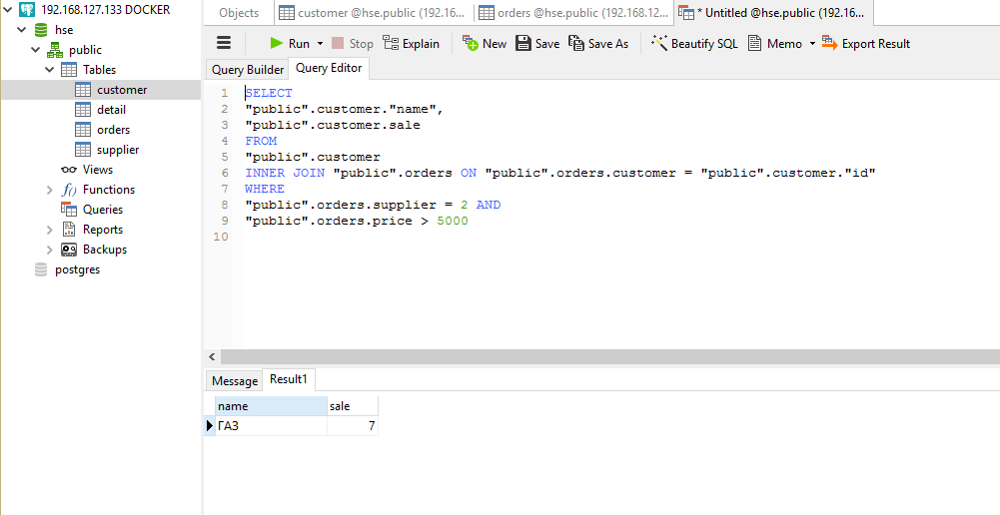 192.168.127.133 DOCKER
hse
public
Tables
customer
detail
orders
supplier
Views
Functions
Queries
Reports
Backups
postgres
Objects
customer @hse.public (192.16...
orders @hse.public (192.168.12...
* Untitled @hse.public (192.16...
Run
Stop
Explain
New
Save
Save As
Beautify SQL
Memo
Export Result
Query Builder
Query Editor
1 SELECT
2 "public".customer."name",
3 "public".customer.sale
4 FROM
5 "public".customer
6 INNER JOIN "public".orders ON "public".orders.customer = "public".customer."id"
7 WHERE
8 "public".orders.supplier = 2 AND
9 "public".orders.price > 5000
10
Message
Result1
name sale
ГАЗ 7